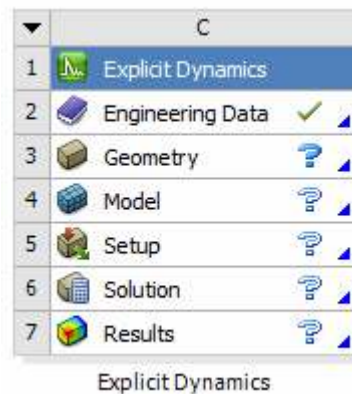 C
1 Explicit Dynamics
2 Engineering Data
3 Geometry ?
4 Model ?
5 Setup ?
6 Solution ?
7 Results ?
Explicit Dynamics